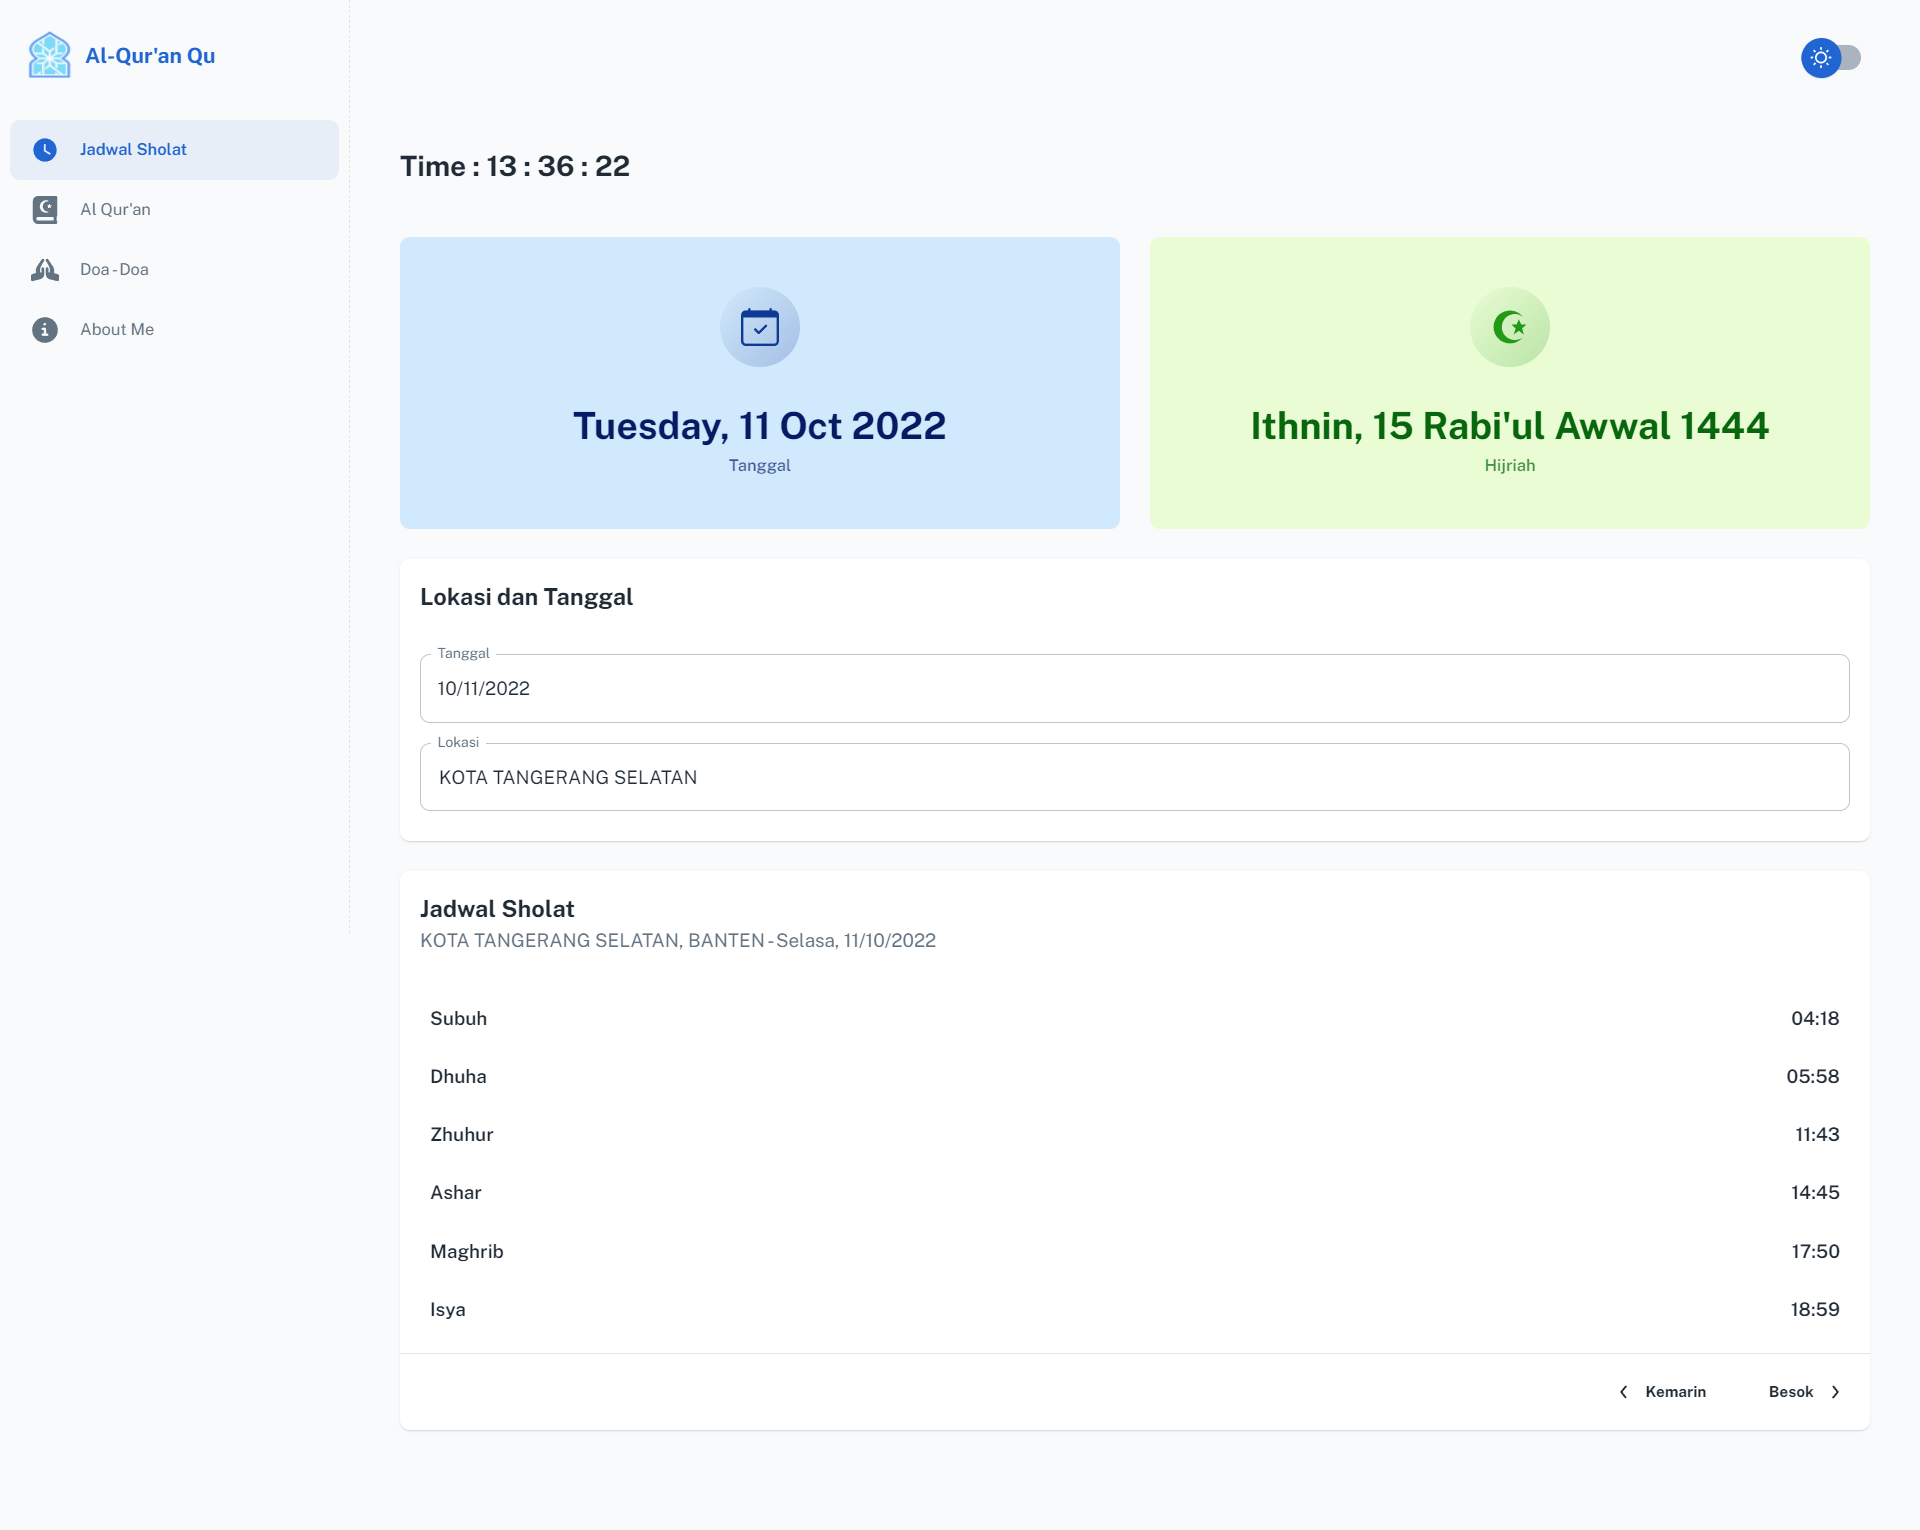 Al-Qur'an Qu
Jadwal Sholat
Al Qur'an
Doa - Doa
About Me
Time : 13 : 36 : 22
Tuesday, 11 Oct 2022
Tanggal
Ithnin, 15 Rabi'ul Awwal 1444
Hijriah
Lokasi dan Tanggal
Tanggal
10/11/2022
Lokasi
KOTA TANGERANG SELATAN
Jadwal Sholat
KOTA TANGERANG SELATAN, BANTEN - Selasa, 11/10/2022
Subuh 04:18
Dhuha 05:58
Zhuhur 11:43
Ashar 14:45
Maghrib 17:50
Isya 18:59
Kemarin Besok